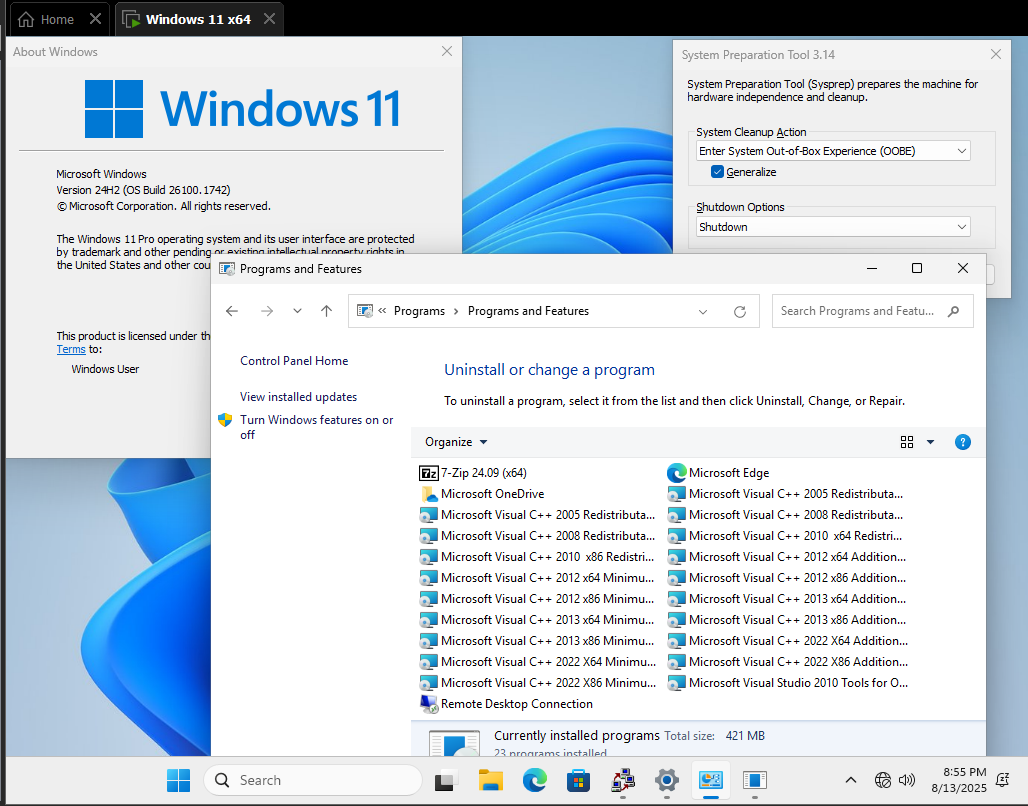 Home
Windows 11 x64
About Windows
Windows 11
Microsoft Windows
Version 24H2 (OS Build 26100.1742)
© Microsoft Corporation. All rights reserved.
The Windows 11 Pro operating system and its user interface are protected
by trademark and other pending or existing intellectual property rights in
the United States and other cou
This product is licensed under th
Terms to:
Windows User
System Preparation Tool 3.14
System Preparation Tool (Sysprep) prepares the machine for
hardware independence and cleanup.
System Cleanup Action
Enter System Out-of-Box Experience (OOBE)
Generalize
Shutdown Options
Shutdown
Programs and Features
« Programs › Programs and Features
Search Programs and Featu...
Control Panel Home
View installed updates
Turn Windows features on or
off
Uninstall or change a program
To uninstall a program, select it from the list and then click Uninstall, Change, or Repair.
Organize
7-Zip 24.09 (x64)
Microsoft OneDrive
Microsoft Visual C++ 2005 Redistributa...
Microsoft Visual C++ 2008 Redistributa...
Microsoft Visual C++ 2010  x86 Redistri...
Microsoft Visual C++ 2012 x64 Minimu...
Microsoft Visual C++ 2012 x86 Minimu...
Microsoft Visual C++ 2013 x64 Minimu...
Microsoft Visual C++ 2013 x86 Minimu...
Microsoft Visual C++ 2022 X64 Minimu...
Microsoft Visual C++ 2022 X86 Minimu...
Remote Desktop Connection
Microsoft Edge
Microsoft Visual C++ 2005 Redistributa...
Microsoft Visual C++ 2008 Redistributa...
Microsoft Visual C++ 2010  x64 Redistri...
Microsoft Visual C++ 2012 x64 Addition...
Microsoft Visual C++ 2012 x86 Addition...
Microsoft Visual C++ 2013 x64 Addition...
Microsoft Visual C++ 2013 x86 Addition...
Microsoft Visual C++ 2022 X64 Addition...
Microsoft Visual C++ 2022 X86 Addition...
Microsoft Visual Studio 2010 Tools for O...
Currently installed programs Total size: 421 MB
23 programs installed
Search
8:55 PM
8/13/2025